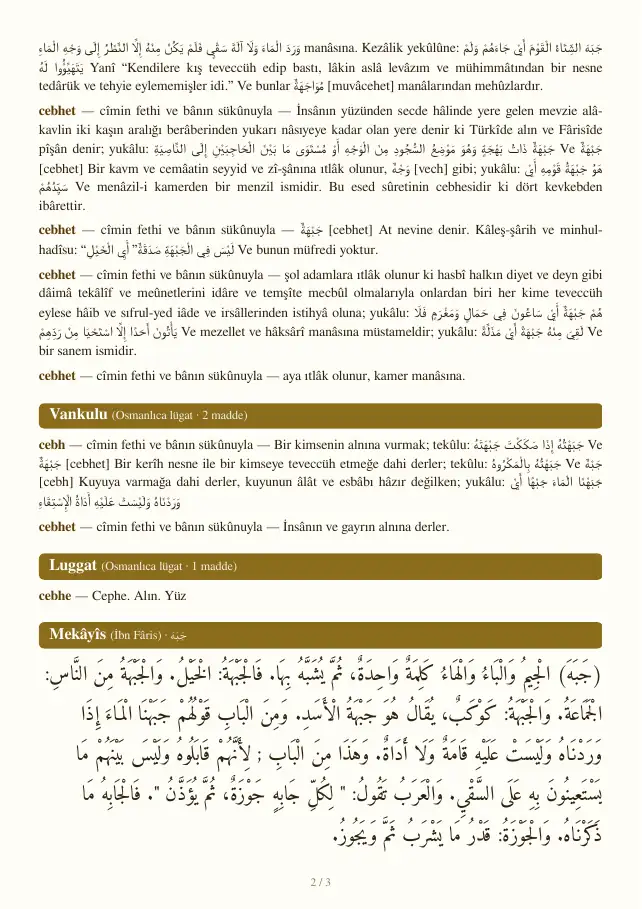 وَرَدَ الْمَاءَ وَلَا آلَةَ سَقْيٍ فَلَمْ يَكُنْ مِنْهُ إِلَّا النَّظَرُ إِلَى وَجْهِ الْمَاءِ manâsına. Kezâlik yekûlûne: جَبَهَ الشِّتَاءُ الْقَوْمَ أَيْ جَاءَهُمْ وَلَمْ
يَتَهَيَّؤُوا لَهُ Yanî “Kendilere kış teveccüh edip bastı, lâkin aslâ levâzım ve mühimmâtından bir nesne
tedârük ve tehyie eylememişler idi.” Ve bunlar مُوَاجَهَةٌ [muvâcehet] manâlarından mehûzlardır.
cebhet — cîmin fethi ve bânın sükûnuyla — İnsânın yüzünden secde hâlinde yere gelen mevzie alâ-
kavlin iki kaşın aralığı berâberinden yukarı nâsıyeye kadar olan yere denir ki Türkîde alın ve Fârisîde
pîşân denir; yukâlu: جَبْهَةٌ ذَاتُ بَهْجَةٍ وَهُوَ مَوْضِعُ السُّجُودِ مِنَ الْوَجْهِ أَوْ مُسْتَوَى مَا بَيْنَ الْحَاجِبَيْنِ إِلَى النَّاصِيَةِ Ve جَبْهَةٌ
[cebhet] Bir kavm ve cemâatin seyyid ve zî-şânına ıtlâk olunur, وَجْهٌ [vech] gibi; yukâlu: هُوَ جَبْهَةُ قَوْمِهِ أَيْ
سَيِّدُهُمْ Ve menâzil-i kamerden bir menzil ismidir. Bu esed sûretinin cebhesidir ki dört kevkebden
ibârettir.
cebhet — cîmin fethi ve bânın sükûnuyla — جَبْهَةٌ [cebhet] At nevine denir. Kâleş-şârih ve minhul-
hadîsu: “لَيْسَ فِي الْجَبْهَةِ صَدَقَةٌ” أَيِ الْخَيْلِ Ve bunun müfredi yoktur.
cebhet — cîmin fethi ve bânın sükûnuyla — şol adamlara ıtlâk olunur ki hasbî halkın diyet ve deyn gibi
dâimâ tekâlîf ve meûnetlerini idâre ve temşîte mecbûl olmalarıyla onlardan biri her kime teveccüh
eylese hâib ve sıfrul-yed iâde ve irsâllerinden istihyâ oluna; yukâlu: هُمْ جَبْهَةٌ أَيْ سَاعُونَ فِي حَمَالٍ وَمَغْرَمٍ فَلَا
يَأْتُونَ أَحَدًا إِلَّا اسْتَحْيَا مِنْ رَدِّهِمْ Ve mezellet ve hâksârî manâsına müstameldir; yukâlu: لَقِيَ مِنْهُ جَبْهَةً أَيْ مَذَلَّةً Ve
bir sanem ismidir.
cebhet — cîmin fethi ve bânın sükûnuyla — aya ıtlâk olunur, kamer manâsına.
Vankulu (Osmanlıca lügat · 2 madde)
cebh — cîmin fethi ve bânın sükûnuyla — Bir kimsenin alnına vurmak; tekûlu: جَبَهْتُهُ إِذَا صَكَكْتَ جَبْهَتَهُ Ve
جَبْهَةٌ [cebhet] Bir kerîh nesne ile bir kimseye teveccüh etmeğe dahi derler; tekûlu: جَبَهْتُهُ بِالْمَكْرُوهِ Ve جَبْهٌ
[cebh] Kuyuya varmağa dahi derler, kuyunun âlât ve esbâbı hâzır değilken; yukâlu: جَبَهْنَا الْمَاءَ جَبْهًا أَيْ
وَرَدْنَاهُ وَلَيْسَتْ عَلَيْهِ أَدَاةُ الْإِسْتِقَاءِ
cebhet — cîmin fethi ve bânın sükûnuyla — İnsânın ve gayrın alnına derler.
Luggat (Osmanlıca lügat · 1 madde)
cebhe — Cephe. Alın. Yüz
Mekâyîs (İbn Fâris) · جَبَهَ
(جَبَهَ) الْجِيمُ وَالْبَاءُ وَالْهَاءُ كَلِمَةٌ وَاحِدَةٌ، ثُمَّ يُشَبَّهُ بِهَا. فَالْجَبْهَةُ: الْخَيْلُ. وَالْجَبْهَةُ مِنَ النَّاسِ:
الْجَمَاعَةُ. وَالْجَبْهَةُ: كَوْكَبٌ، يُقَالُ هُوَ جَبْهَةُ الْأَسَدِ. وَمِنَ الْبَابِ قَوْلُهُمْ جَبَهْنَا الْمَاءَ إِذَا
وَرَدْنَاهُ وَلَيْسَتْ عَلَيْهِ قَامَةٌ وَلَا أَدَاةٌ. وَهَذَا مِنَ الْبَابِ ; لِأَنَّهُمْ قَابَلُوهُ وَلَيْسَ بَيْنَهُمْ مَا
يَسْتَعِينُونَ بِهِ عَلَى السَّقْيِ. وَالْعَرَبُ تَقُولُ: " لِكُلِّ جَابِهٍ جَوْزَةٌ، ثُمَّ يُؤَذَّنُ ". فَالْجَابِهُ مَا
ذَكَرْنَاهُ. وَالْجَوْزَةُ: قَدْرُ مَا يَشْرَبُ ثُمَّ وَيَجُوزُ.
2 / 3